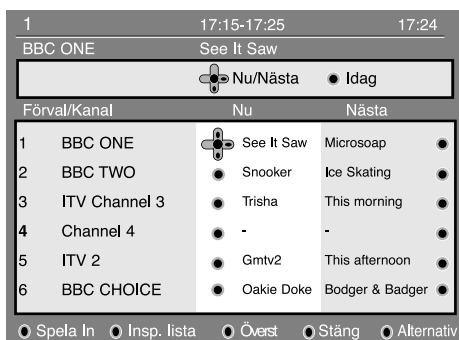 1 17:15-17:25 17:24
BBC ONE See It Saw
Nu/Nästa Idag
Förval/Kanal Nu Nästa
1 BBC ONE See It Saw Microsoap
2 BBC TWO Snooker Ice Skating
3 ITV Channel 3 Trisha This morning
4 Channel 4 - -
5 ITV 2 Gmtv2 This afternoon
6 BBC CHOICE Oakie Doke Bodger & Badger
Spela In Insp. lista Överst Stäng Alternativ